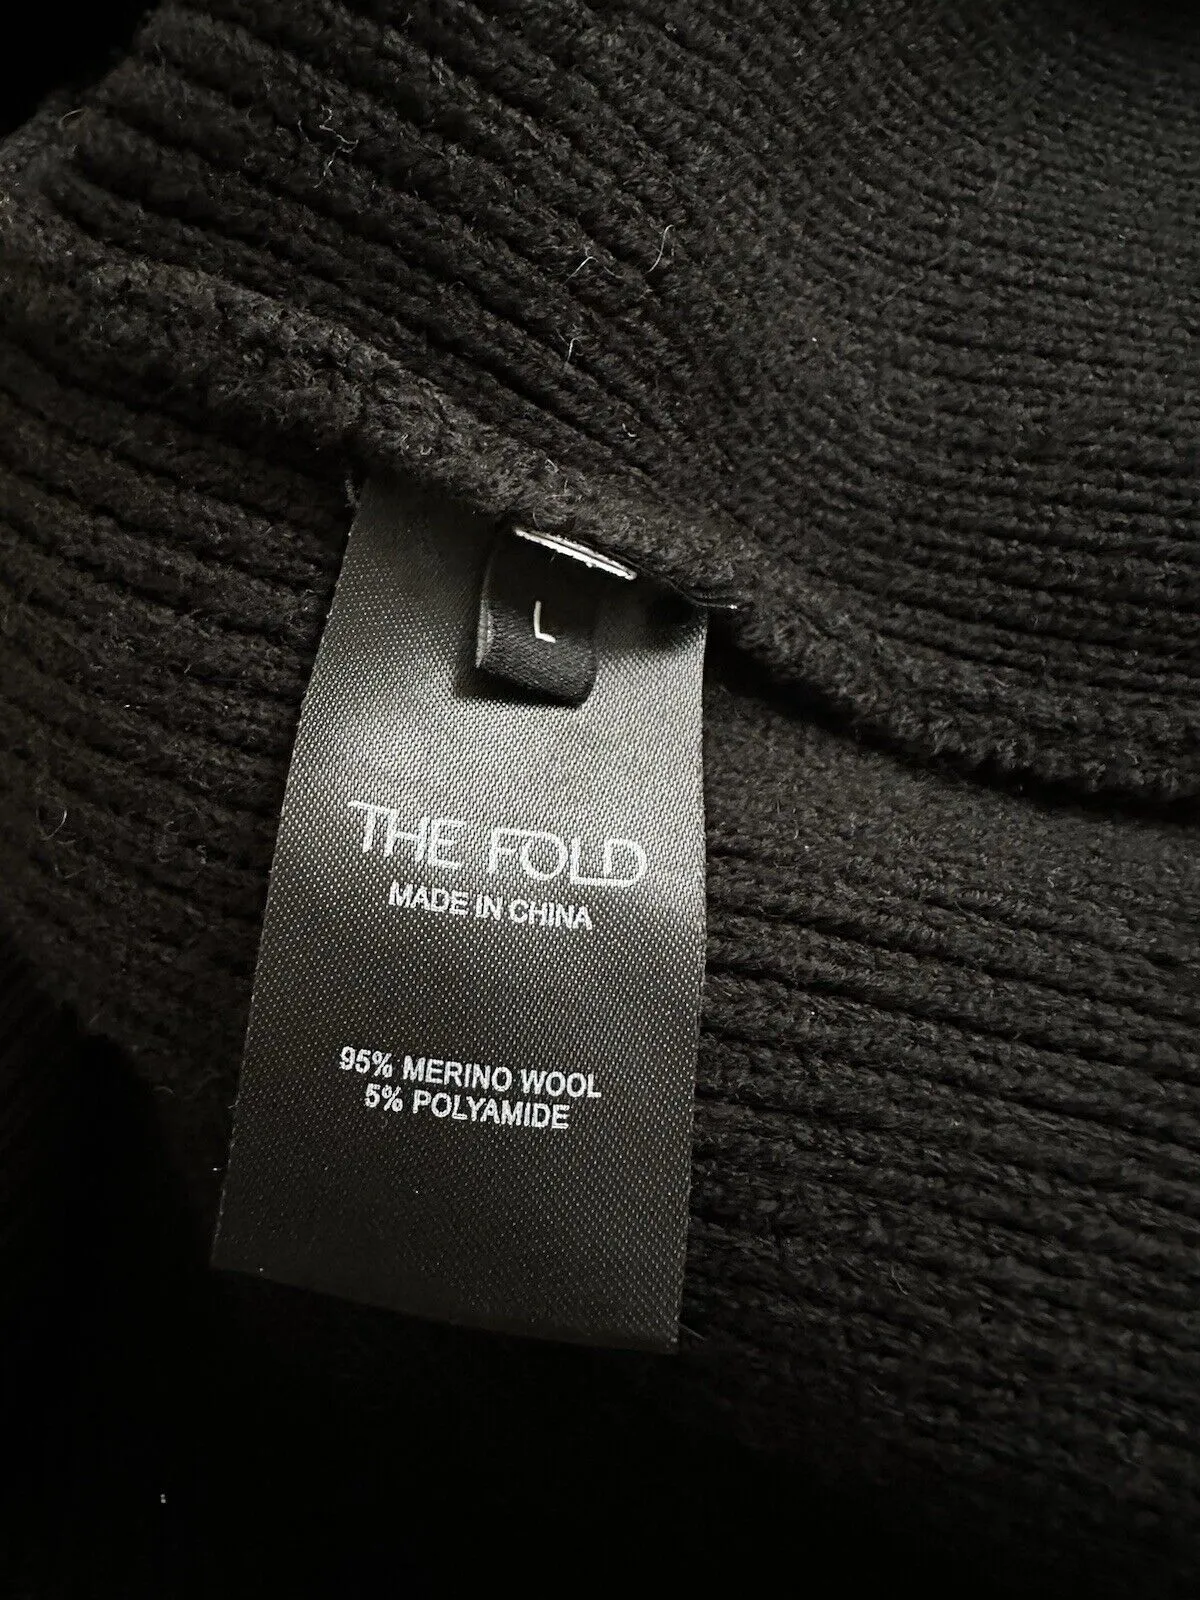 L
THE FOLD
MADE IN CHINA
95% MERINO WOOL
5% POLYAMIDE